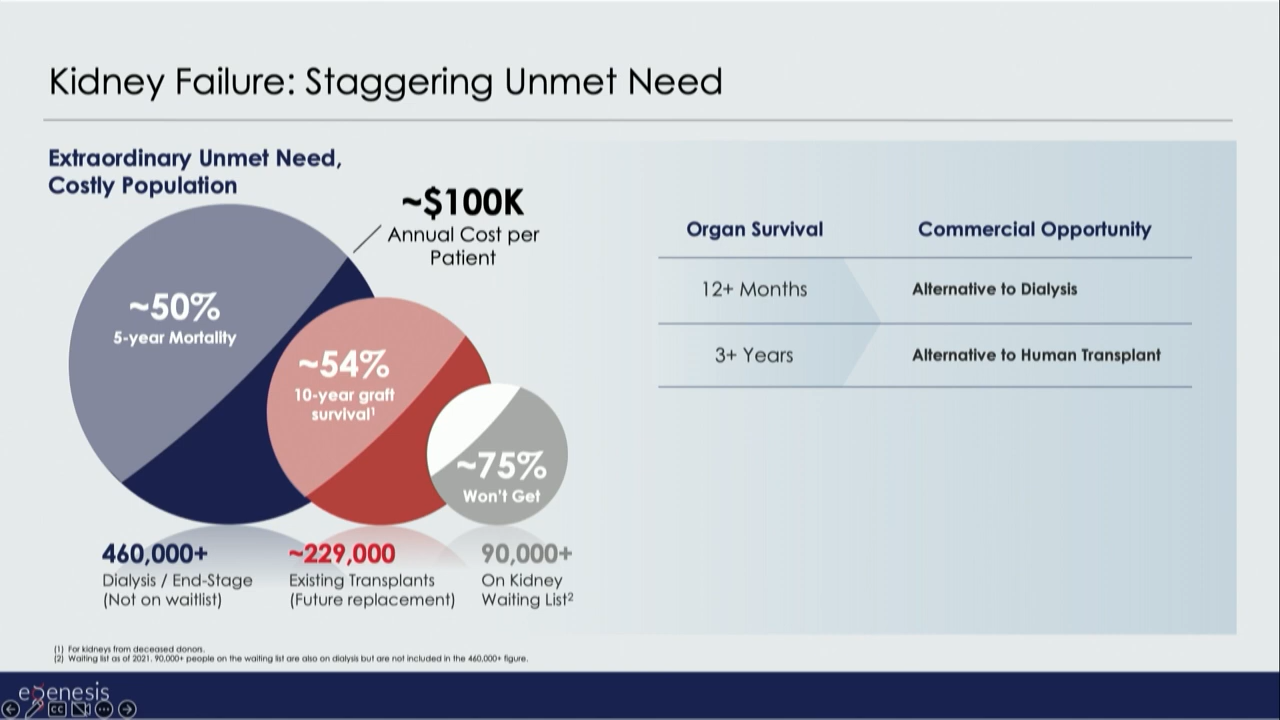 Kidney Failure: Staggering Unmet Need
Extraordinary Unmet Need,
Costly Population
~$100K
Annual Cost per
Patient
~50%
5-year Mortality
~54%
10-year graft
survival¹
~75%
Won't Get
460,000+
Dialysis / End-Stage
(Not on waitlist)
~229,000
Existing Transplants
(Future replacement)
90,000+
On Kidney
Waiting List²
Organ Survival
Commercial Opportunity
12+ Months
Alternative to Dialysis
3+ Years
Alternative to Human Transplant
(1) For kidneys from deceased donors.
(2) Waiting list as of 2021. 90,000+ people on the waiting list are also on dialysis but are not included in the 460,000+ figure.
egenesis
CC